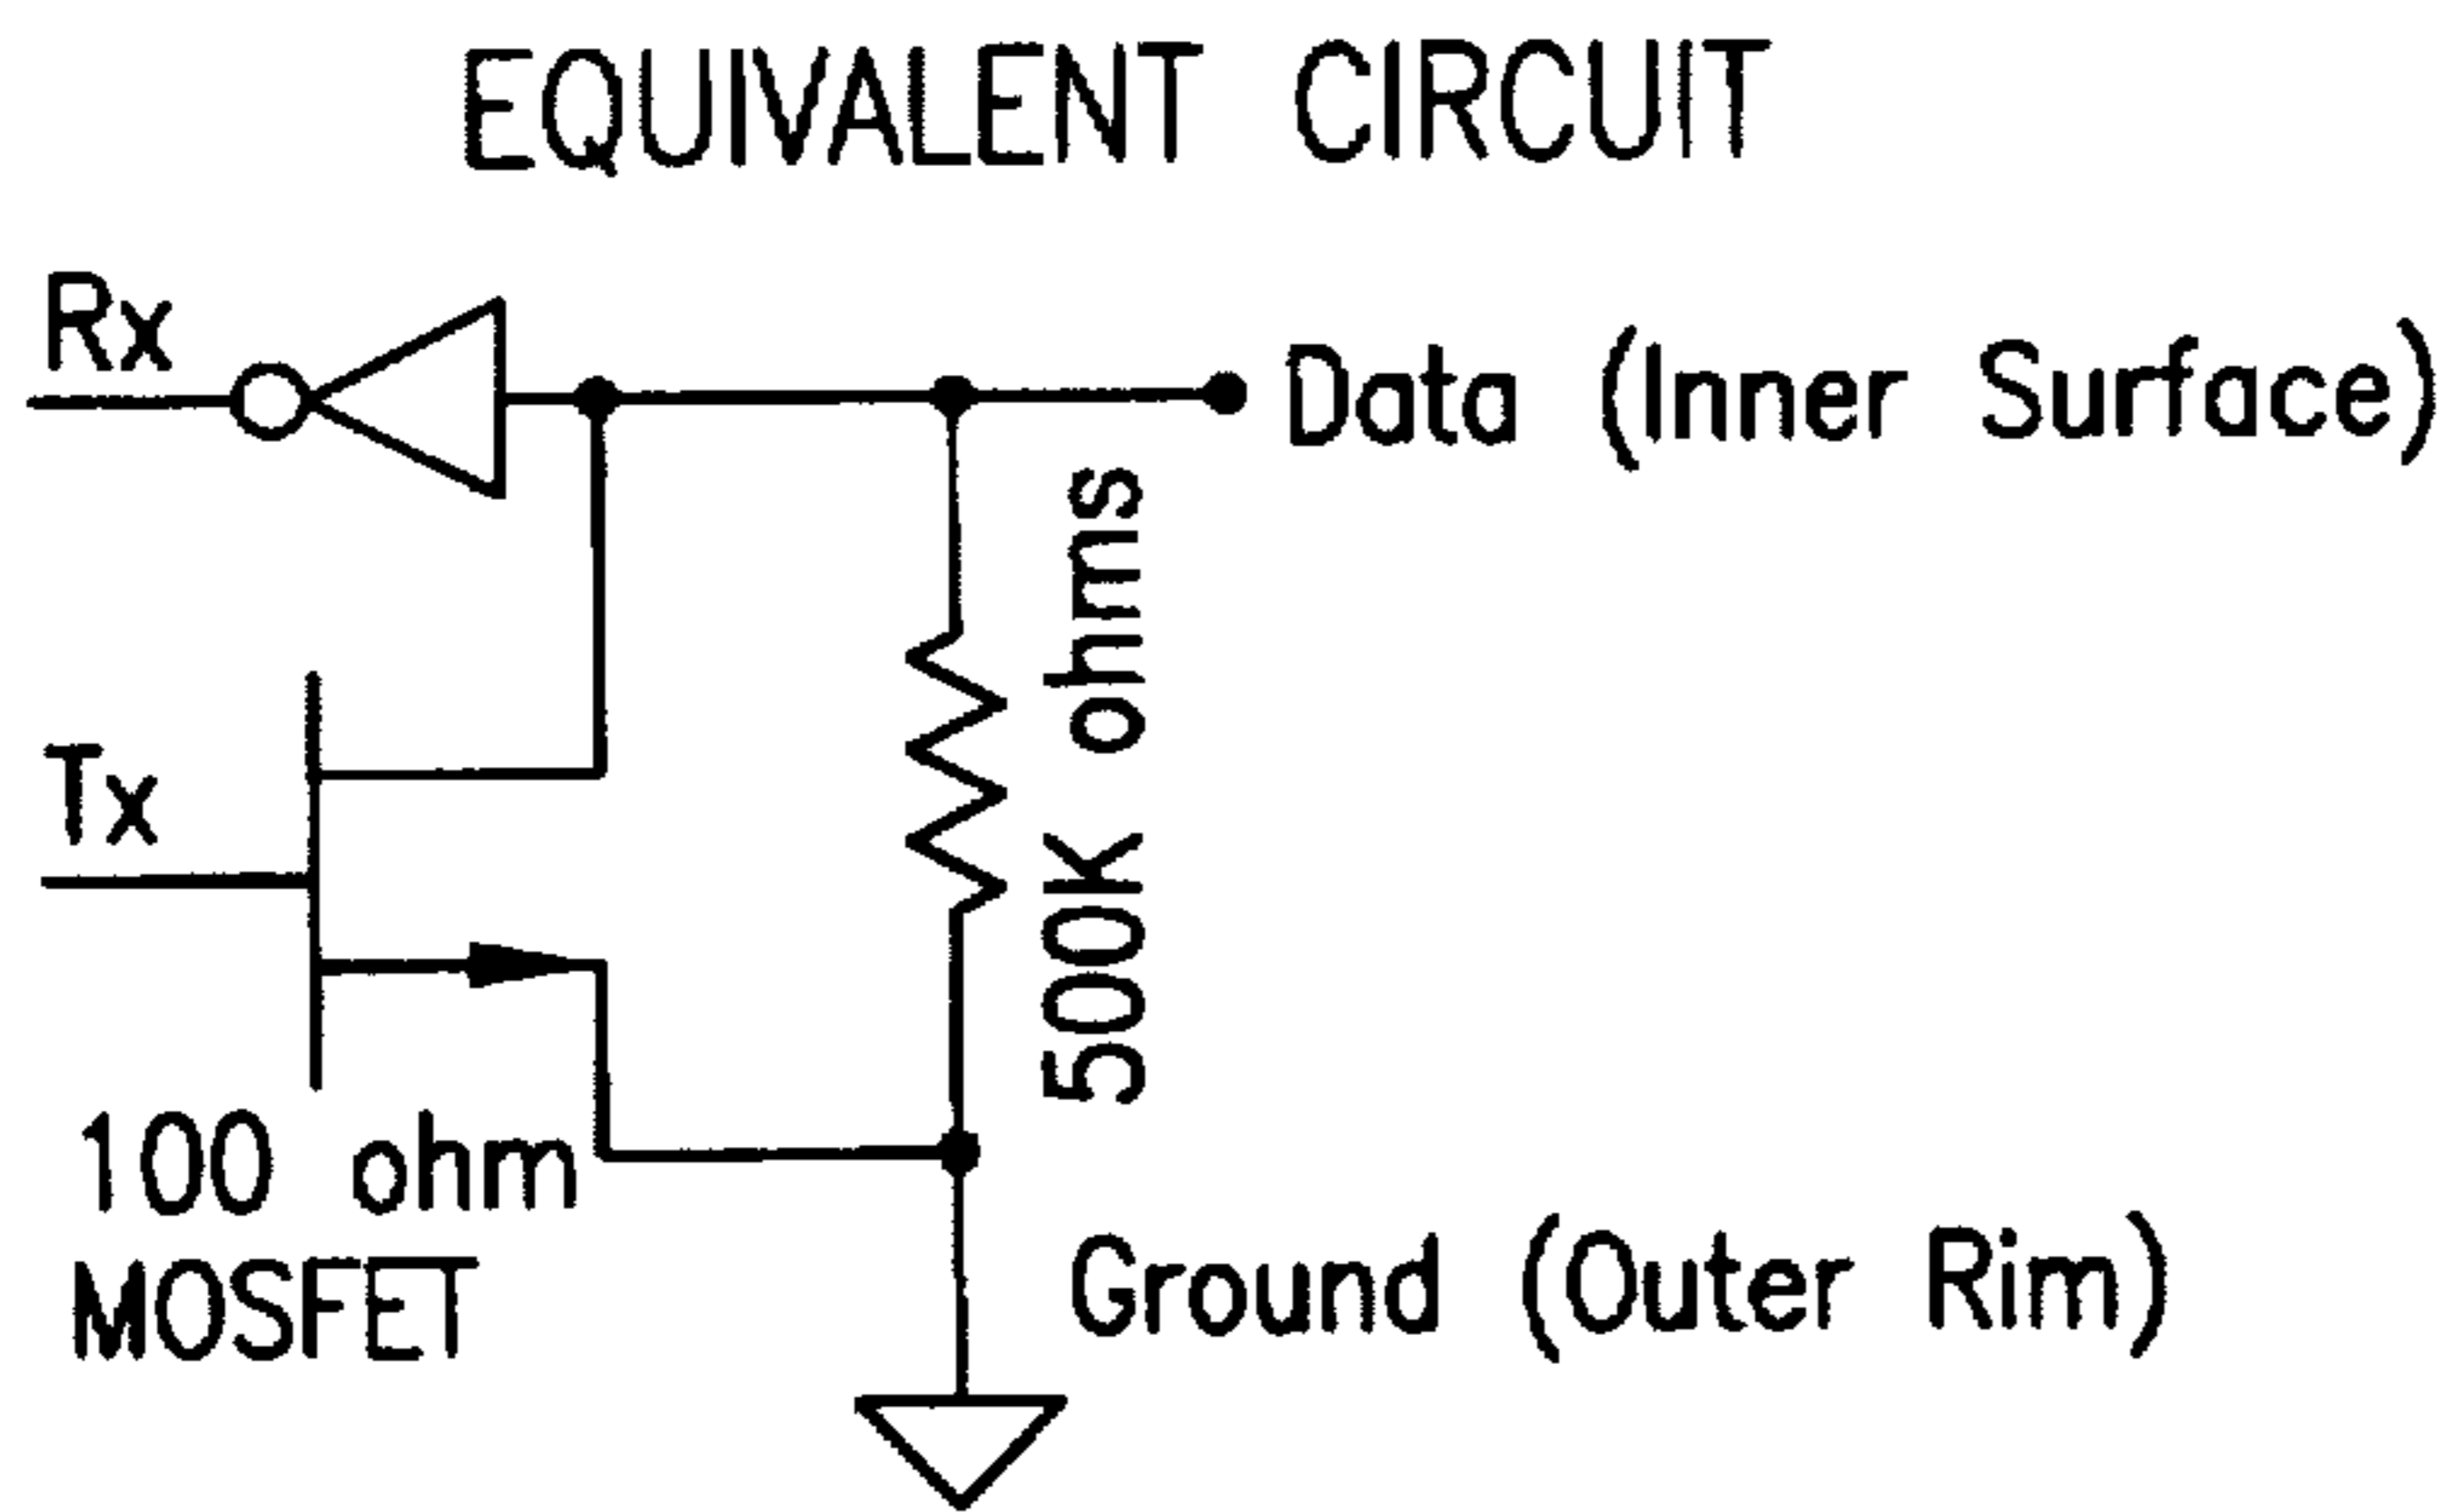 EQUIVALENT CIRCUIT
Rx
Data (Inner Surface)
500K ohms
Tx
100 ohm
MOSFET
Ground (Outer Rim)